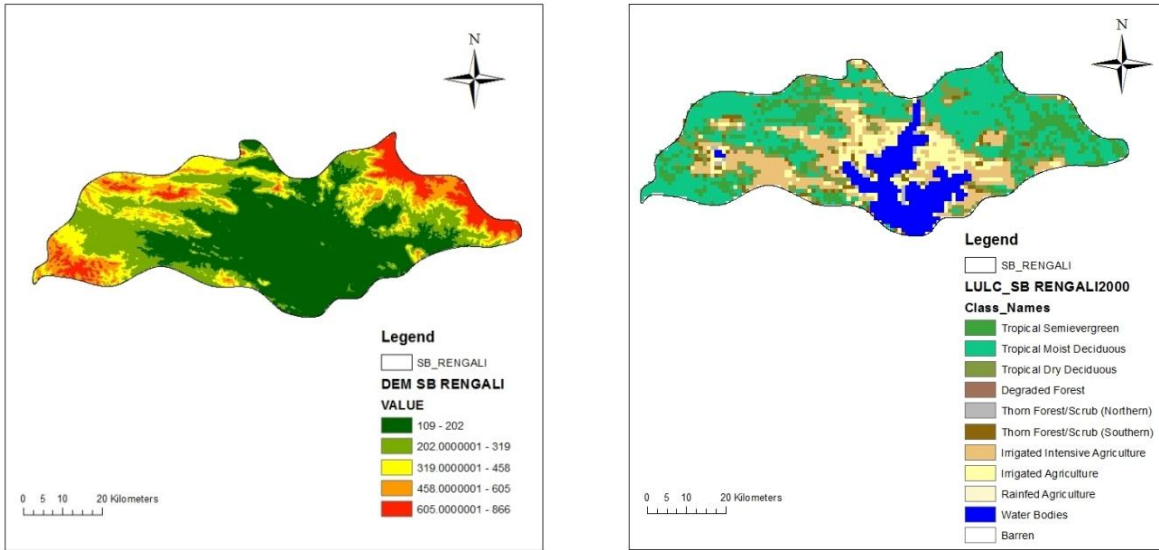 N
Legend
SB_RENGALI
DEM SB RENGALI
VALUE
109 - 202
202.0000001 - 319
319.0000001 - 458
458.0000001 - 605
605.0000001 - 866
0 5 10 20 Kilometers
N
Legend
SB_RENGALI
LULC_SB RENGALI2000
Class_Names
Tropical Semievergreen
Tropical Moist Deciduous
Tropical Dry Deciduous
Degraded Forest
Thorn Forest/Scrub (Northern)
Thorn Forest/Scrub (Southern)
Irrigated Intensive Agriculture
Irrigated Agriculture
Rainfed Agriculture
Water Bodies
Barren
0 5 10 20 Kilometers